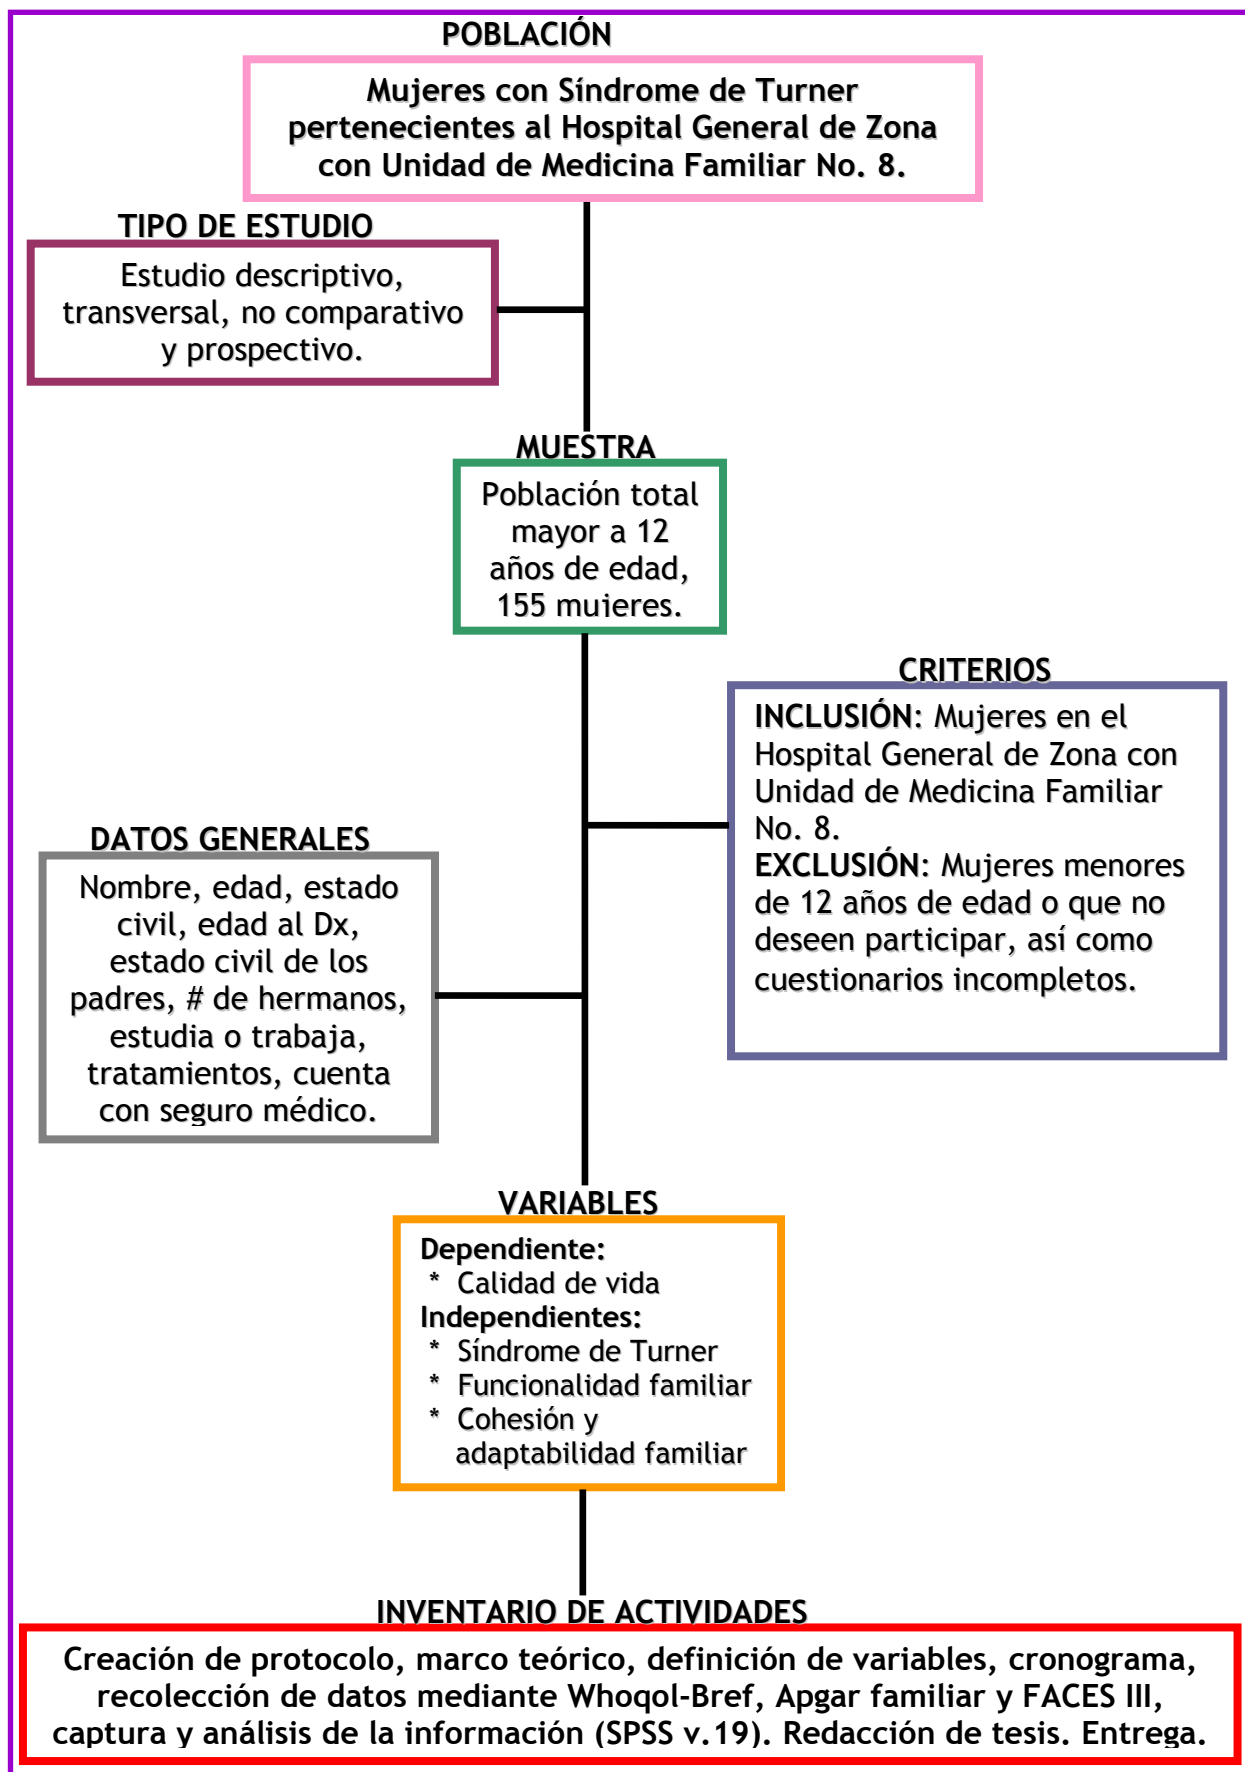 POBLACIÓN
Mujeres con Síndrome de Turner
pertenecientes al Hospital General de Zona
con Unidad de Medicina Familiar No. 8.
TIPO DE ESTUDIO
Estudio descriptivo,
transversal, no comparativo
y prospectivo.
MUESTRA
Población total
mayor a 12
años de edad,
155 mujeres.
CRITERIOS
INCLUSIÓN: Mujeres en el
Hospital General de Zona con
Unidad de Medicina Familiar
No. 8.
EXCLUSIÓN: Mujeres menores
de 12 años de edad o que no
deseen participar, así como
cuestionarios incompletos.
DATOS GENERALES
Nombre, edad, estado
civil, edad al Dx,
estado civil de los
padres, # de hermanos,
estudia o trabaja,
tratamientos, cuenta
con seguro médico.
VARIABLES
Dependiente:
* Calidad de vida
Independientes:
* Síndrome de Turner
* Funcionalidad familiar
* Cohesión y
adaptabilidad familiar
INVENTARIO DE ACTIVIDADES
Creación de protocolo, marco teórico, definición de variables, cronograma,
recolección de datos mediante Whoqol-Bref, Apgar familiar y FACES III,
captura y análisis de la información (SPSS v.19). Redacción de tesis. Entrega.